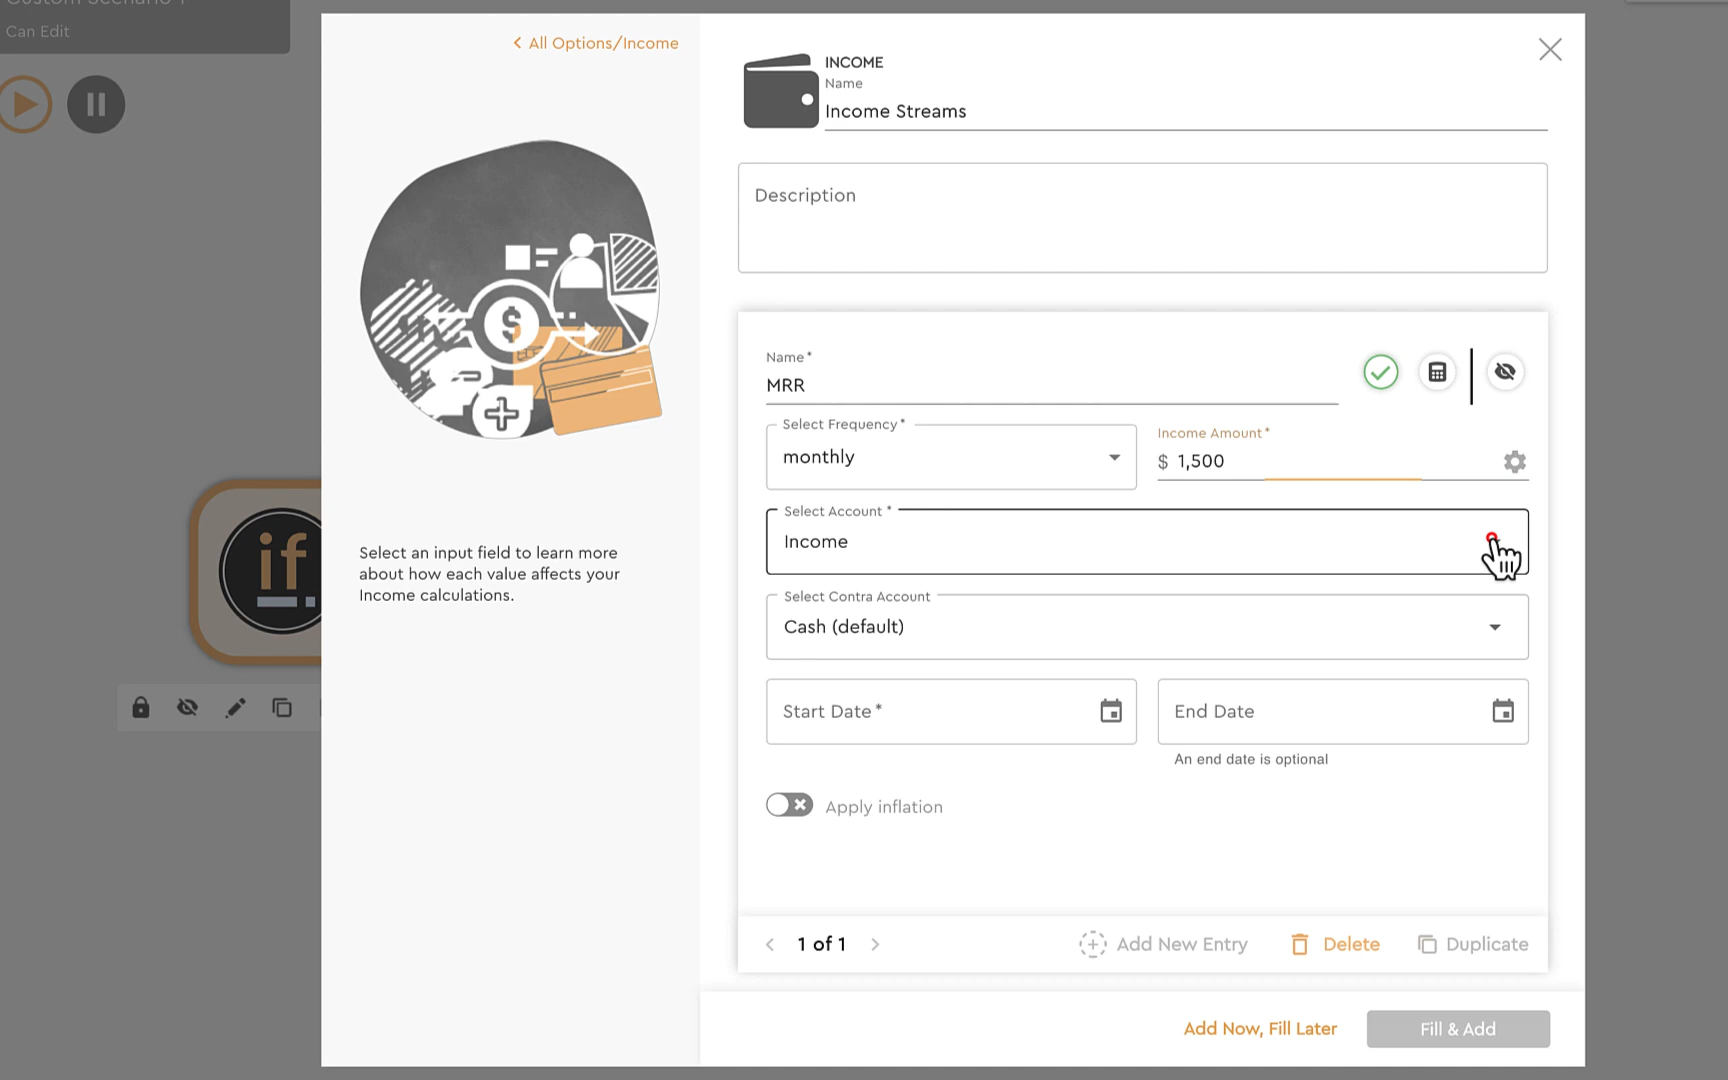 Can Edit
All Options/Income
INCOME
Name
Income Streams
Description
Name*
MRR
Select Frequency*
monthly
Income Amount*
$ 1,500
Select Account *
Income
Select Contra Account
Cash (default)
Start Date*
End Date
An end date is optional
Apply inflation
Select an input field to learn more
about how each value affects your
Income calculations.
if
1 of 1
Add New Entry
Delete
Duplicate
Add Now, Fill Later
Fill & Add